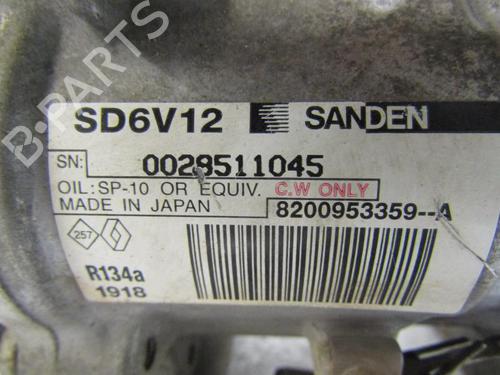 B-PARTS
SD6V12 SANDEN
SN: 0028511045
OIL: SP-10 OR EQUIV. C.W ONLY
MADE IN JAPAN 8200953359--A
257
R134a
1918